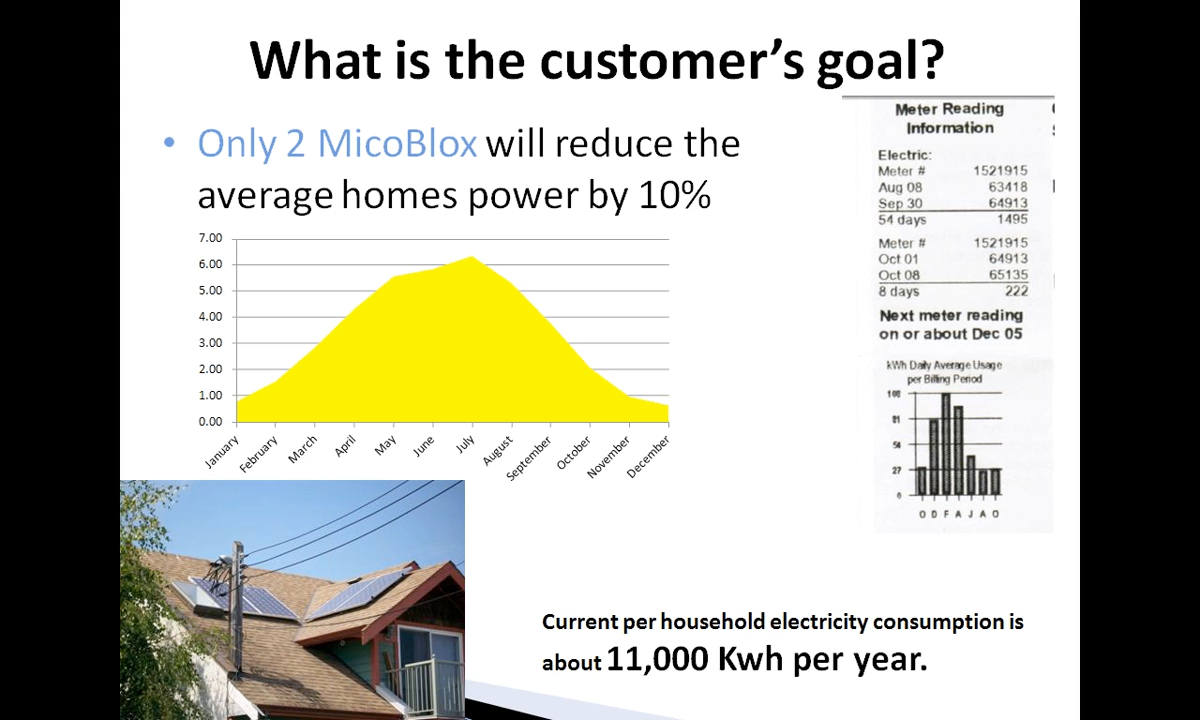 What is the customer's goal?
• Only 2 MicoBlox will reduce the
average homes power by 10%
7.00
6.00
5.00
4.00
3.00
2.00
1.00
0.00
January
February
March
April
May
June
July
August
September
October
November
December
Meter Reading
Information
Electric:
Meter # 1521915
Aug 08 63418
Sep 30 64913
54 days 1495
Meter # 1521915
Oct 01 64913
Oct 08 65135
8 days 222
Next meter reading
on or about Dec 05
kWh Daily Average Usage
per Billing Period
108
81
54
27
0
O D F A J A O
Current per household electricity consumption is
about 11,000 Kwh per year.